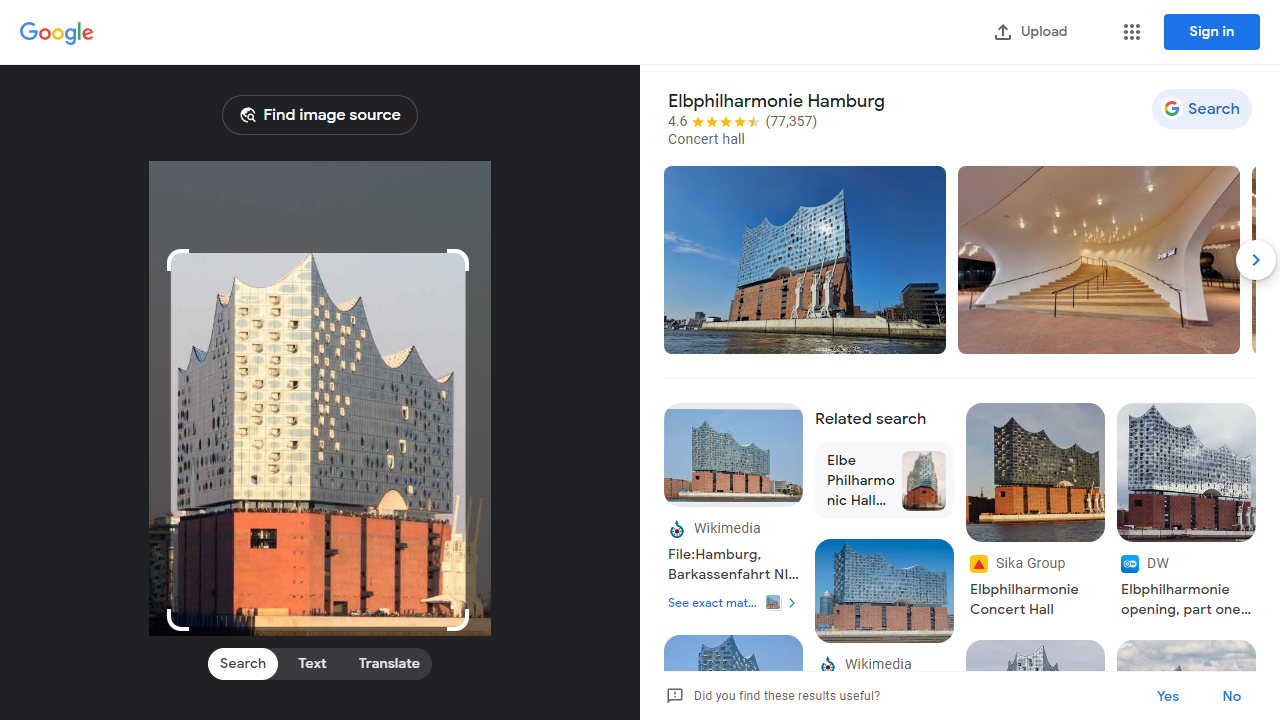 Google
Upload
Sign in
Find image source
Search
Text
Translate
Elbphilharmonie Hamburg
4.6 (77,357)
Concert hall
Search
Wikimedia
File:Hamburg,
Barkassenfahrt NI...
See exact mat...
Related search
Elbe
Philharmo
nic Hall...
Wikimedia
Sika Group
Elbphilharmonie
Concert Hall
DW
Elbphilharmonie
opening, part one...
Did you find these results useful?
Yes
No